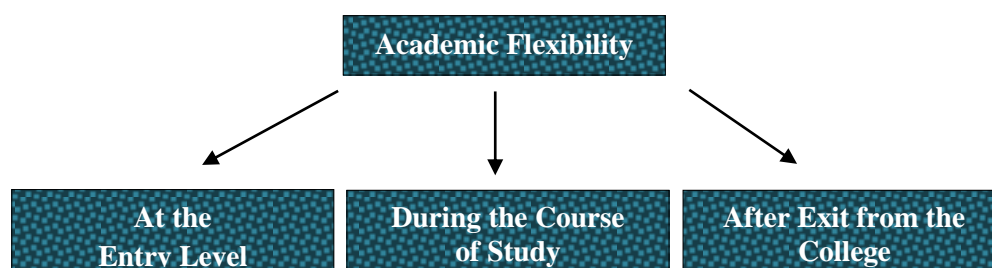 Academic Flexibility
At the
Entry Level
During the Course
of Study
After Exit from the
College